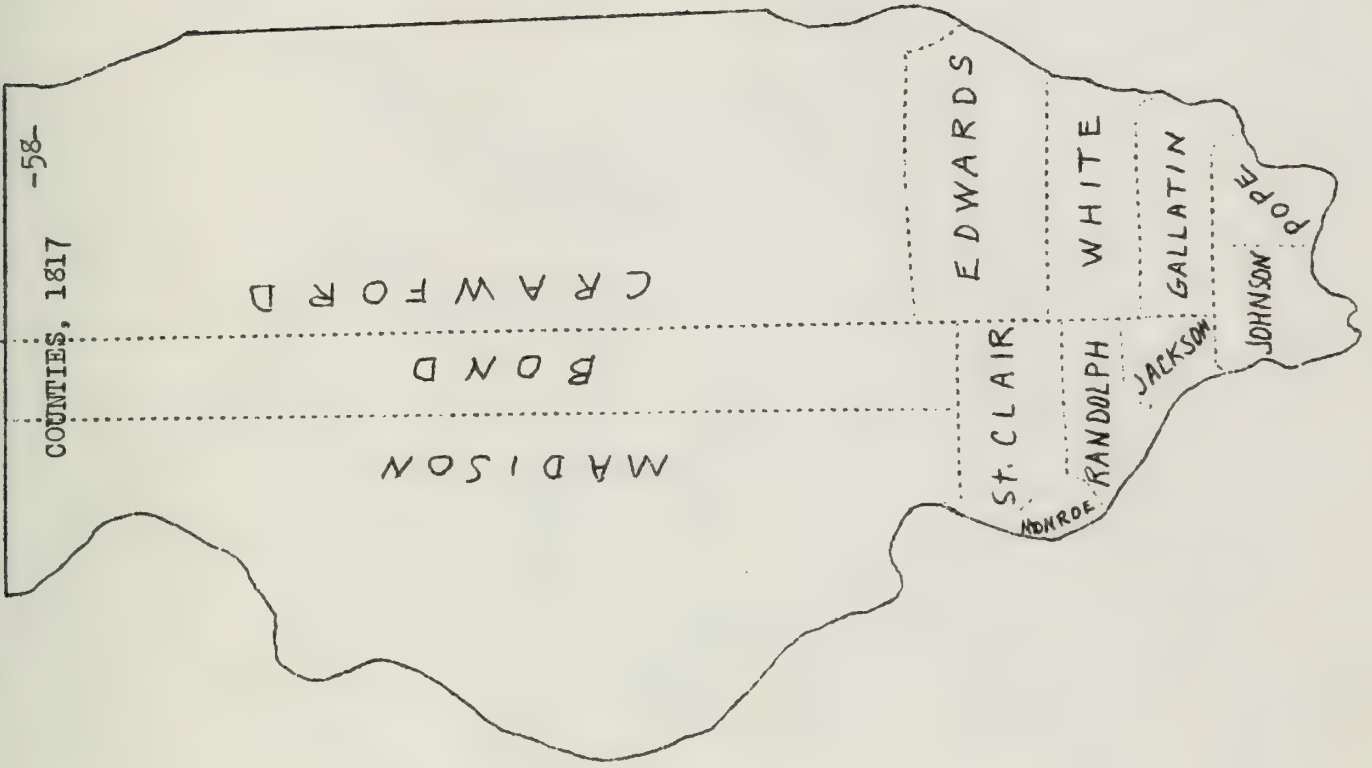 -58-
COUNTIES, 1817
CRAWFORD
BOND
MADISON
EDWARDS
WHITE
GALLATIN
POPE
JOHNSON
St. CLAIR
RANDOLPH
JACKSON
MONROE